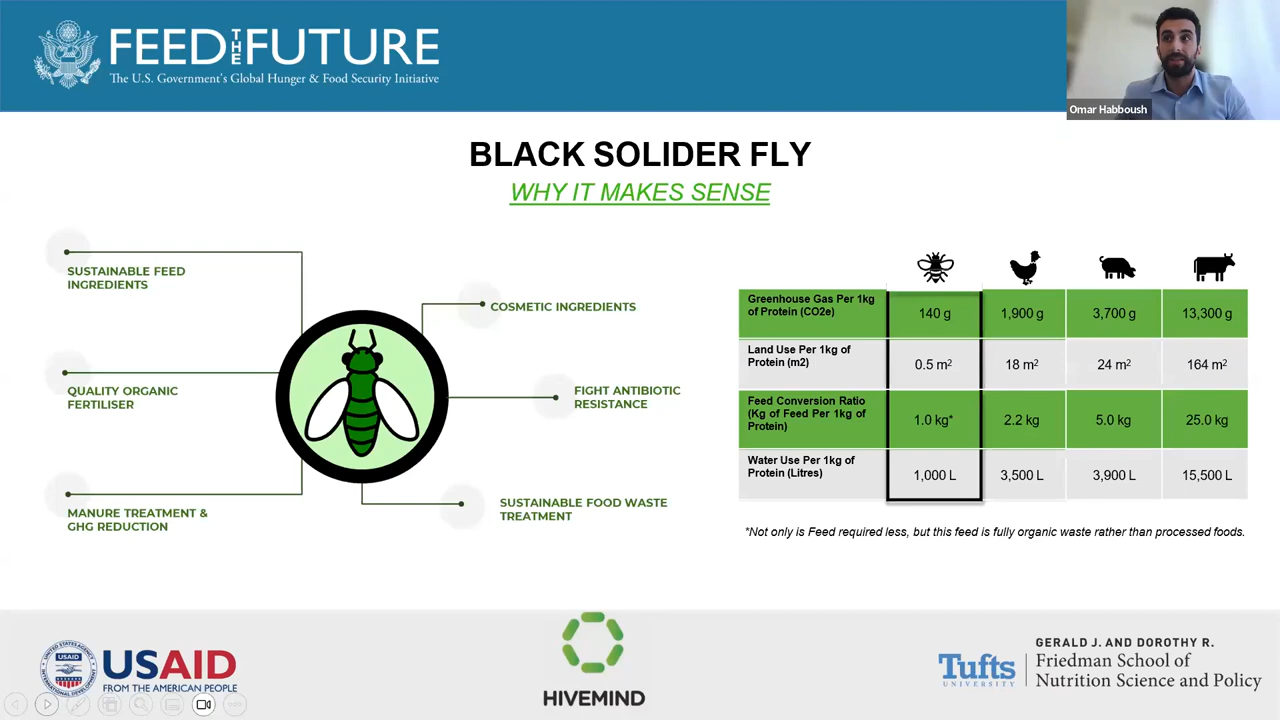 FEED THE FUTURE
The U.S. Government's Global Hunger & Food Security Initiative
Omar Habboush
BLACK SOLIDER FLY
WHY IT MAKES SENSE
SUSTAINABLE FEED
INGREDIENTS
QUALITY ORGANIC
FERTILISER
MANURE TREATMENT &
GHG REDUCTION
COSMETIC INGREDIENTS
FIGHT ANTIBIOTIC
RESISTANCE
SUSTAINABLE FOOD WASTE
TREATMENT
Greenhouse Gas Per 1kg
of Protein (CO2e)
140 g 1,900 g 3,700 g 13,300 g
Land Use Per 1kg of
Protein (m2)
0.5 m² 18 m² 24 m² 164 m²
Feed Conversion Ratio
(Kg of Feed Per 1kg of
Protein)
1.0 kg* 2.2 kg 5.0 kg 25.0 kg
Water Use Per 1kg of
Protein (Litres)
1,000 L 3,500 L 3,900 L 15,500 L
*Not only is Feed required less, but this feed is fully organic waste rather than processed foods.
USAID
FROM THE AMERICAN PEOPLE
HIVEMIND
Tufts
UNIVERSITY
GERALD J. AND DOROTHY R.
Friedman School of
Nutrition Science and Policy